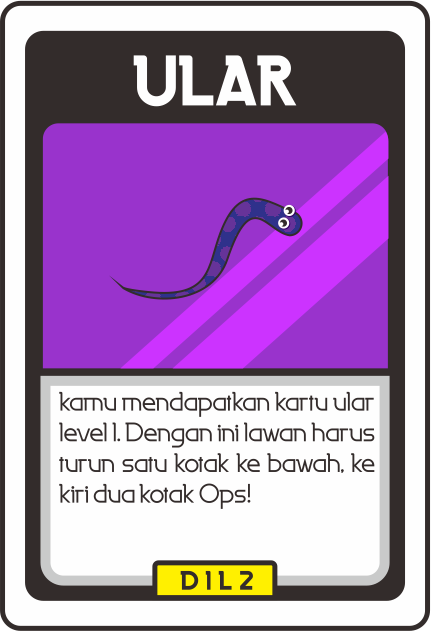 ULAR
kamu mendapatkan kartu ular
level 1. Dengan ini lawan harus
turun satu kotak ke bawah, ke
kiri dua kotak Ops!
D1L2